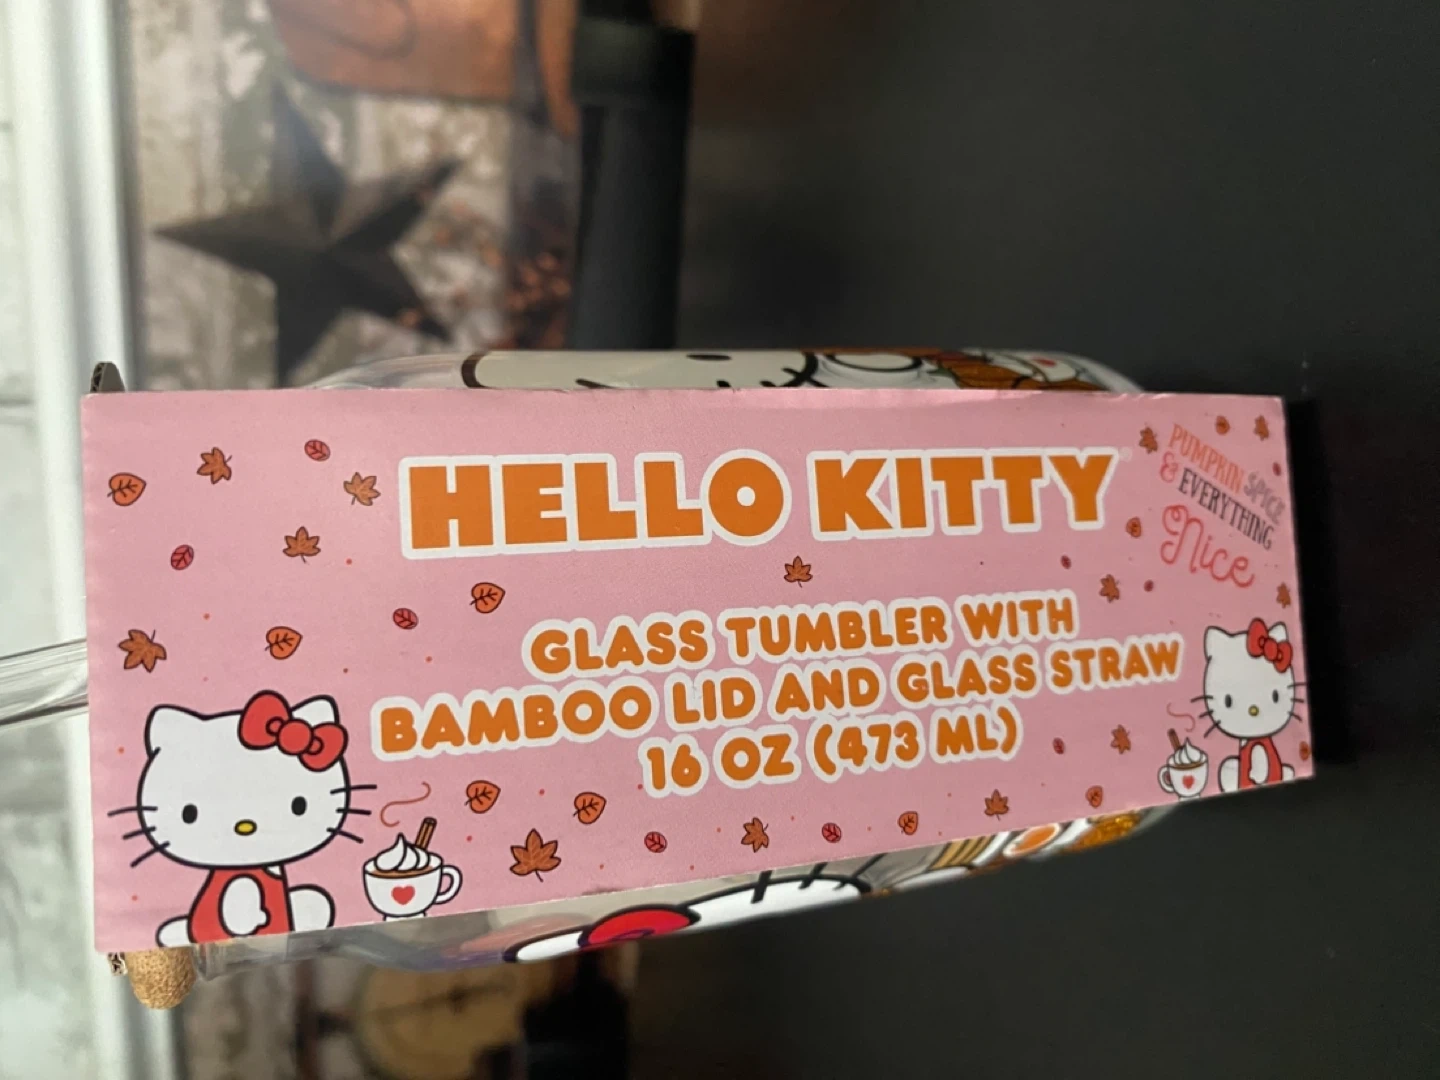 HELLO KITTY
GLASS TUMBLER WITH
BAMBOO LID AND GLASS STRAW
16 OZ (473 ML)
PUMPKIN SPICE
& EVERYTHING
Nice